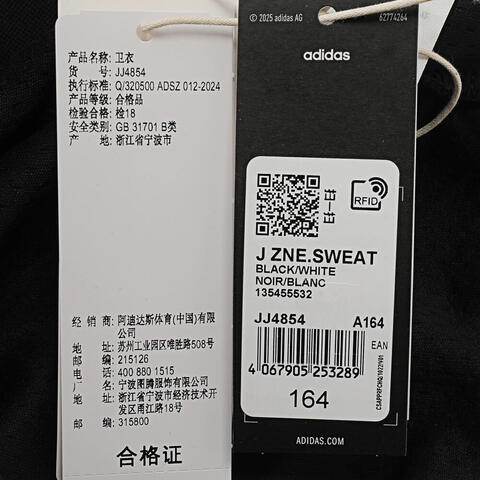 产品名称: 卫衣
货 号: JJ4854
执行标准: Q/320500 ADSZ 012-2024
产品等级: 合格品
检验合格: 检18
安全类别: GB 31701 B类
产 地: 浙江省宁波市
经 销 商: 阿迪达斯体育(中国)有限
公司
地 址: 苏州工业园区唯胜路508号
邮 编: 215126
电 话: 400 880 1515
厂 名: 宁波图腾服饰有限公司
地 址: 浙江省宁波市经济技术开
发区甬江路18号
邮 编: 315800
合格证
© 2025 adidas AG
62774264
adidas
RFID
J ZNE.SWEAT
BLACK/WHITE
NOIR/BLANC
135455532
JJ4854 A164
EAN
4 067905 253289
164
ADIDAS.COM